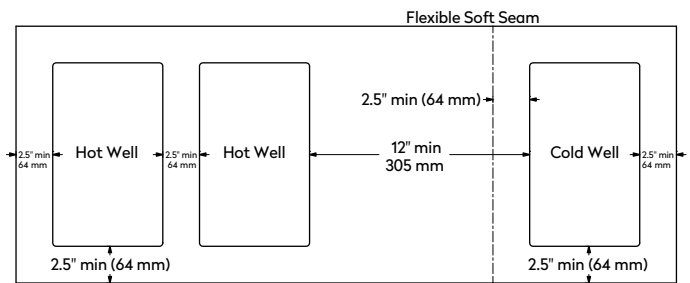 Flexible Soft Seam
2.5" min (64 mm)
2.5" min
64 mm
Hot Well
2.5" min
64 mm
Hot Well
12" min
305 mm
Cold Well
2.5" min
64 mm
2.5" min (64 mm)
2.5" min (64 mm)